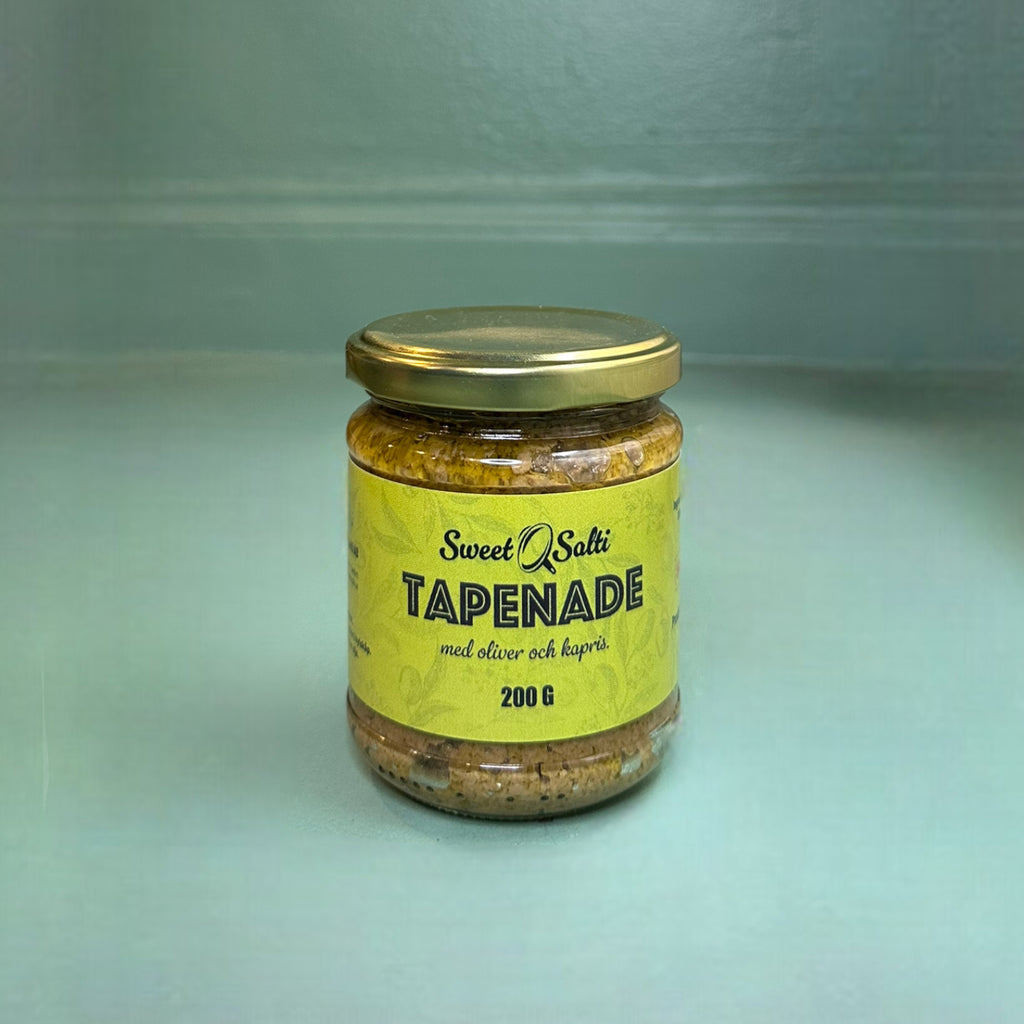 Sweet Salti
TAPENADE
med oliver och kapris.
200 G